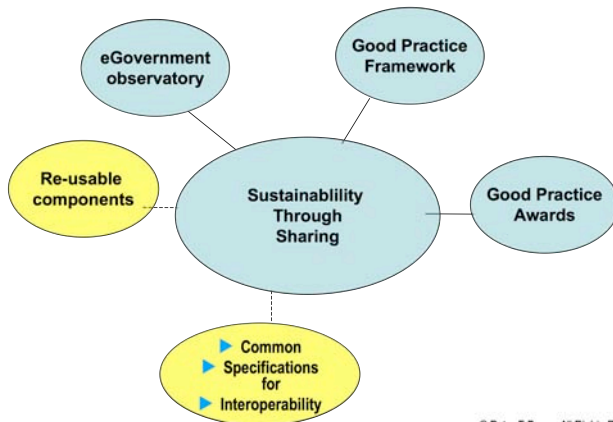 eGovernment
observatory
Good Practice
Framework
Re-usable
components
Sustainablility
Through
Sharing
Good Practice
Awards
Common
Specifications
for
Interoperability